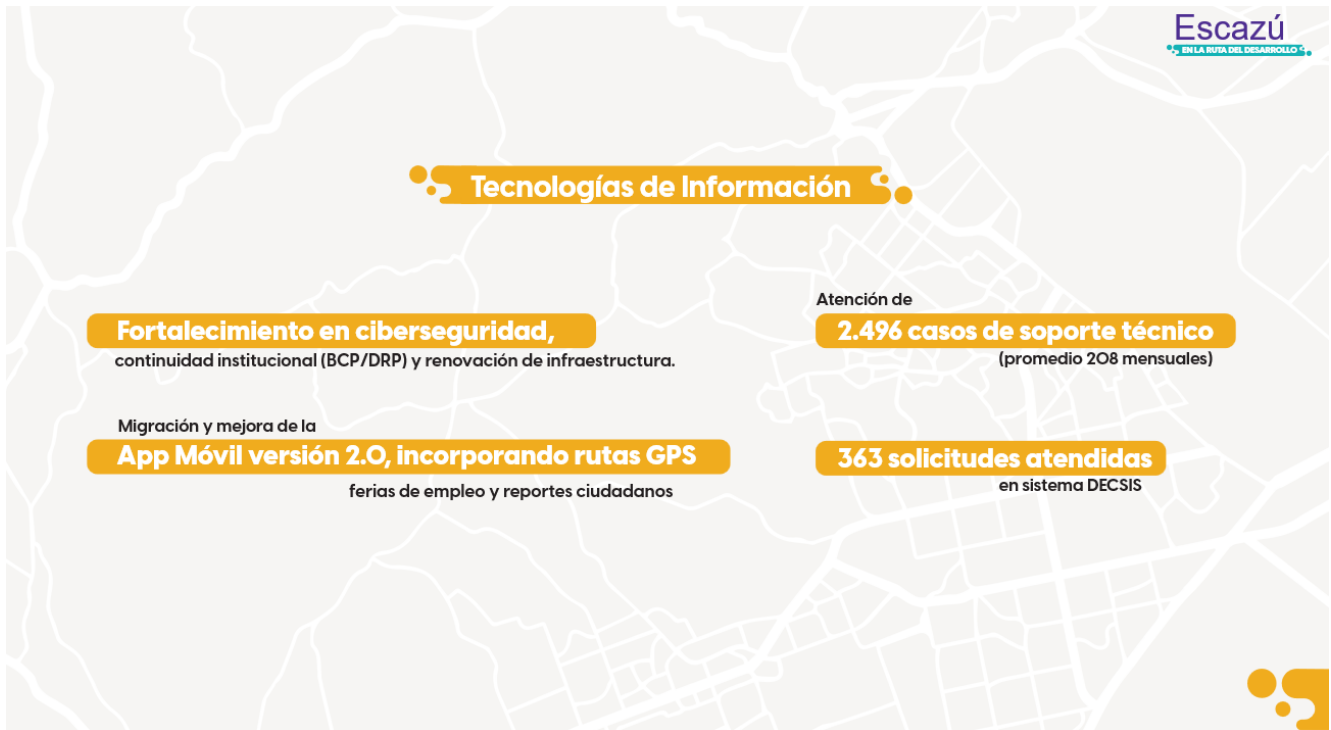 Escazú
EN LA RUTA DEL DESARROLLO
Tecnologías de Información
Fortalecimiento en ciberseguridad,
continuidad institucional (BCP/DRP) y renovación de infraestructura.
Migración y mejora de la
App Móvil versión 2.0, incorporando rutas GPS
ferias de empleo y reportes ciudadanos
Atención de
2.496 casos de soporte técnico
(promedio 208 mensuales)
363 solicitudes atendidas
en sistema DECSIS